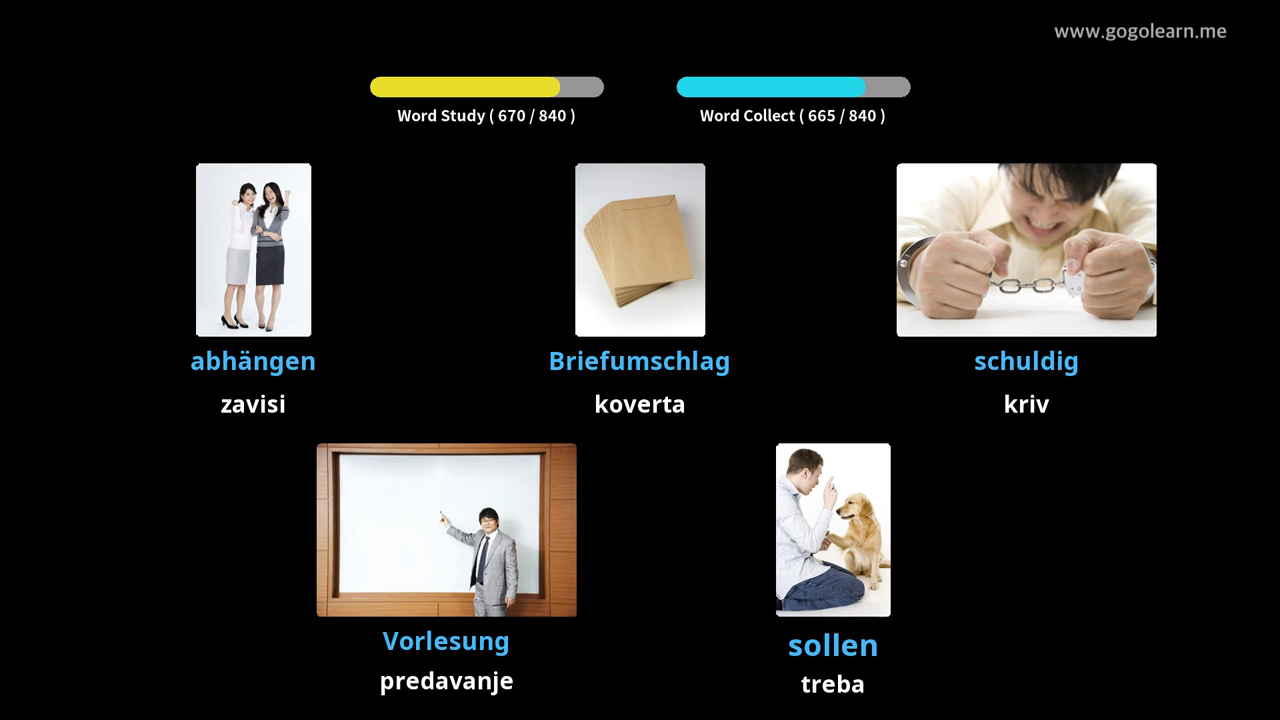 www.gogolearn.me
Word Study ( 670 / 840 )
Word Collect ( 665 / 840 )
abhängen
zavisi
Briefumschlag
koverta
schuldig
kriv
Vorlesung
predavanje
sollen
treba